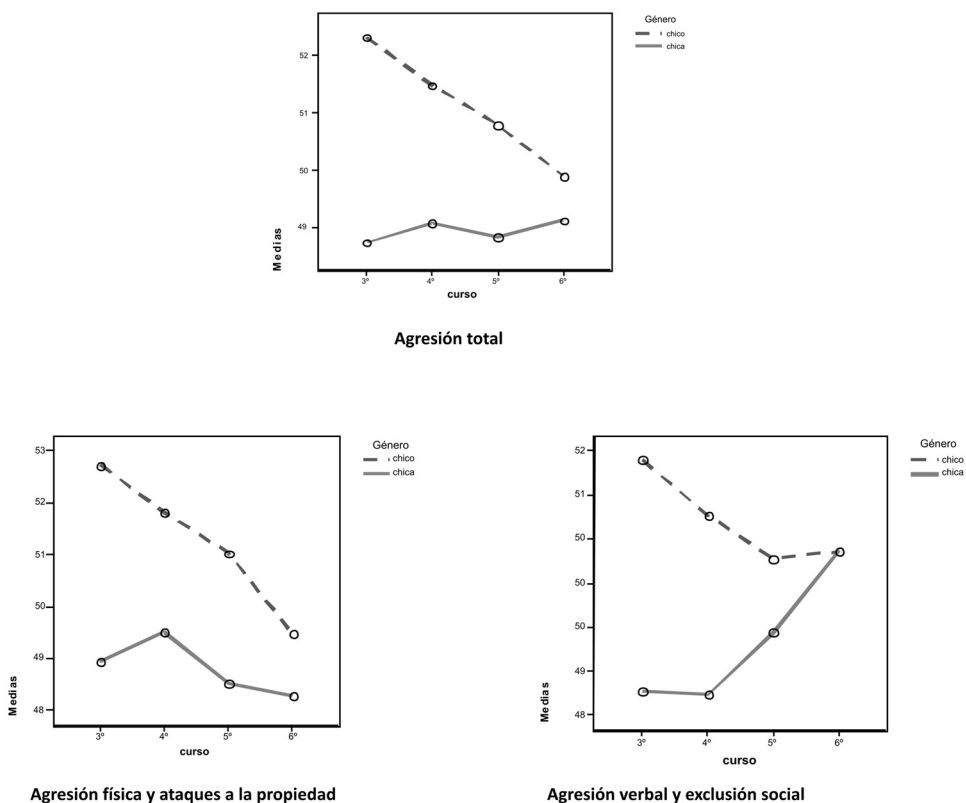 Género
chico
chica
52
51
50
49
Medias
3º
4º
5º
6º
curso
Agresión total
Género
chico
chica
53
52
51
50
49
48
Medias
3º
4º
5º
6º
curso
Agresión física y ataques a la propiedad
Género
chico
chica
52
51
50
50
50
48
48
Medias
3º
4º
5º
6º
curso
Agresión verbal y exclusión social